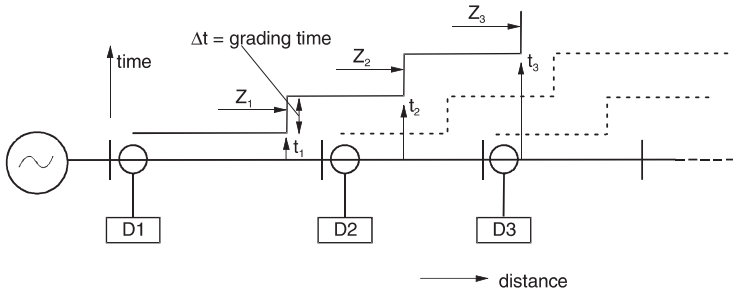 Z3
Δt = grading time
time
Z2
t3
Z1
t2
t1
D1
D2
D3
distance